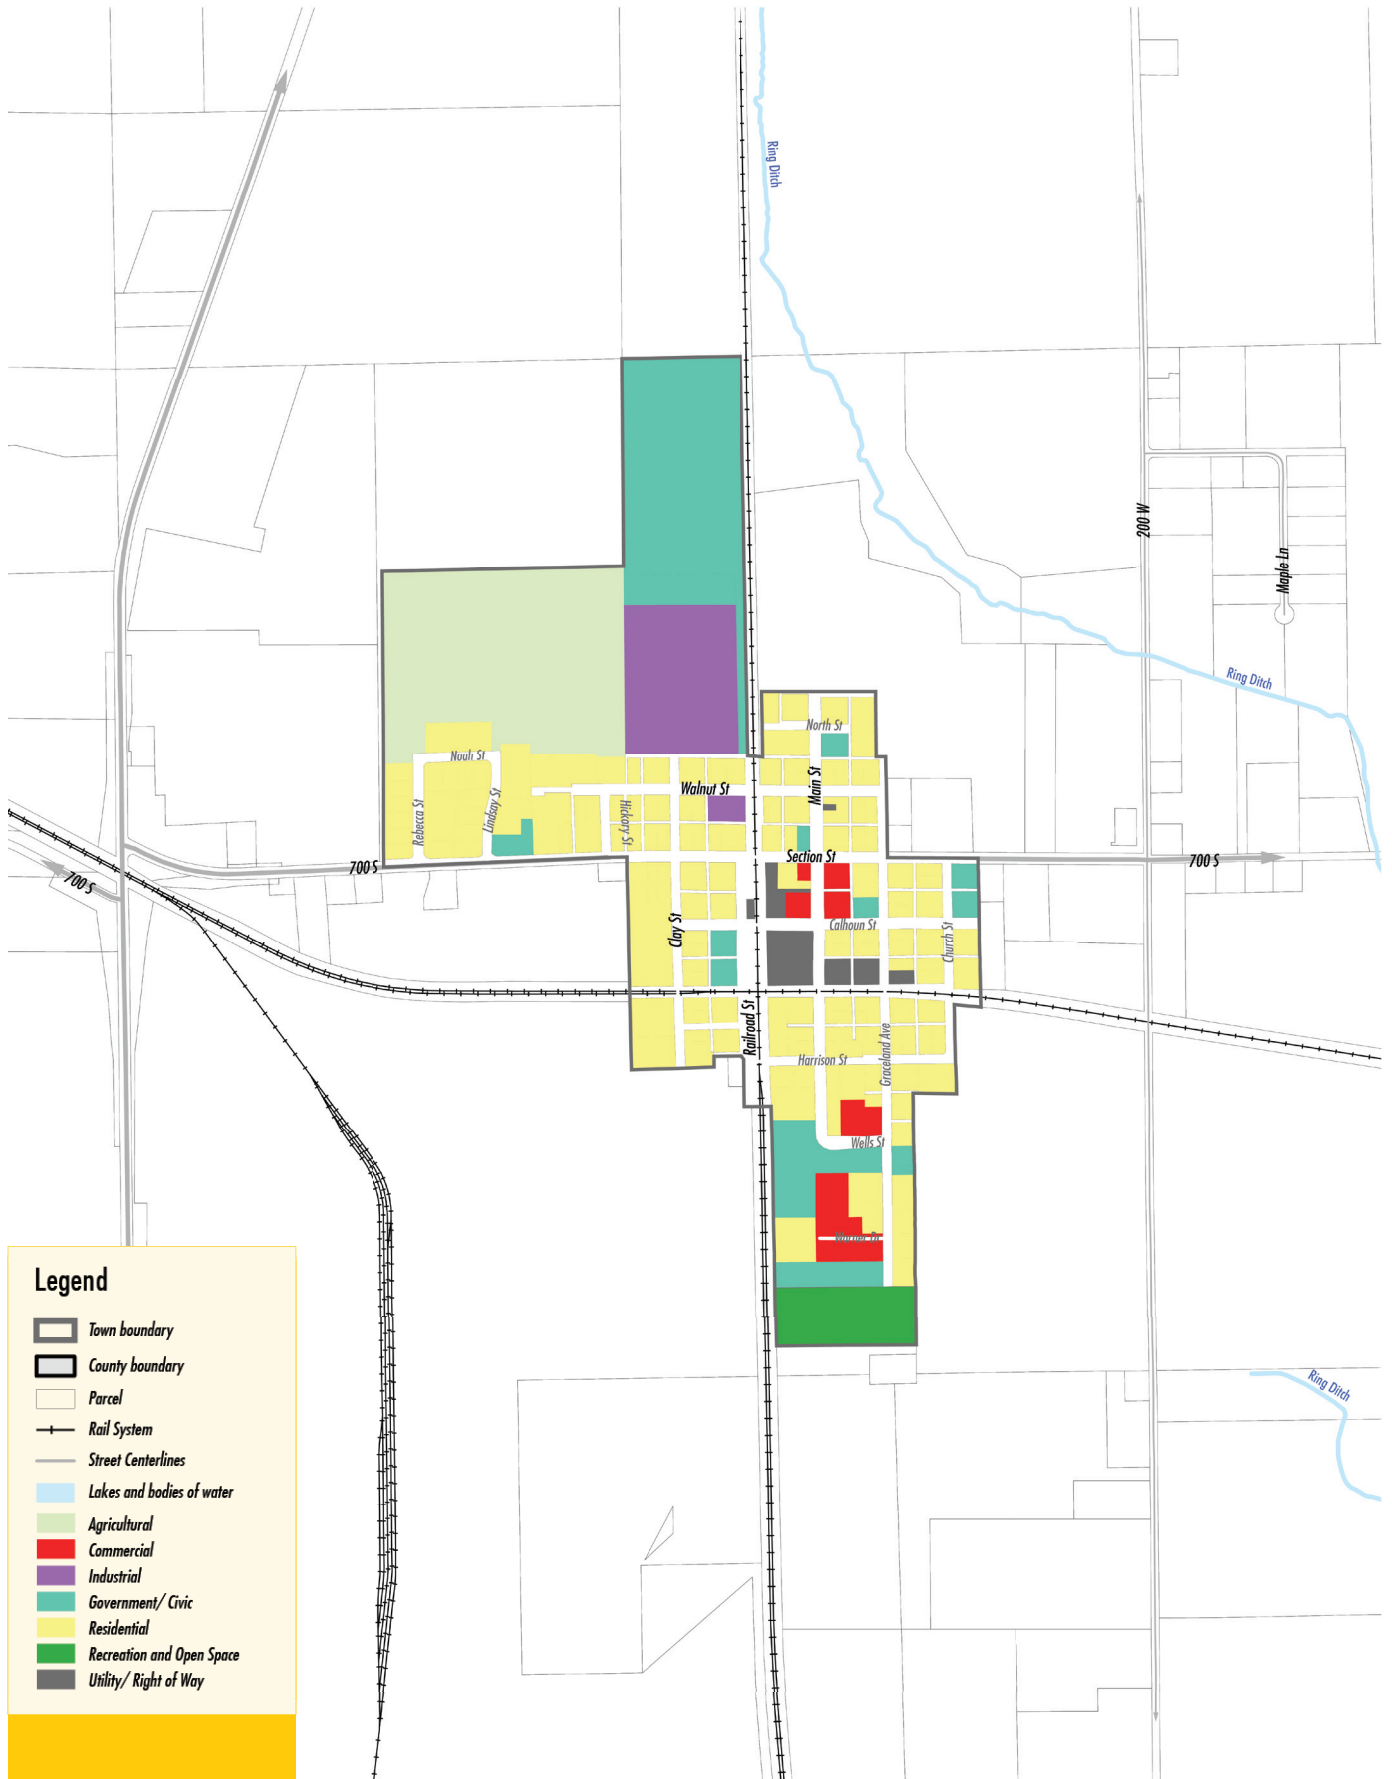 Ring Ditch
200 W
Maple Ln
Ring Ditch
North St
Main St
Walnut St
Rebecca St
Lindsay St
Hickory St
Section St
700 S
700 S
700 S
Clay St
Calhoun St
Church St
Railroad St
Harrison St
Graceland Ave
Wells St
Ring Ditch
Legend
Town boundary
County boundary
Parcel
Rail System
Street Centerlines
Lakes and bodies of water
Agricultural
Commercial
Industrial
Government/ Civic
Residential
Recreation and Open Space
Utility/ Right of Way